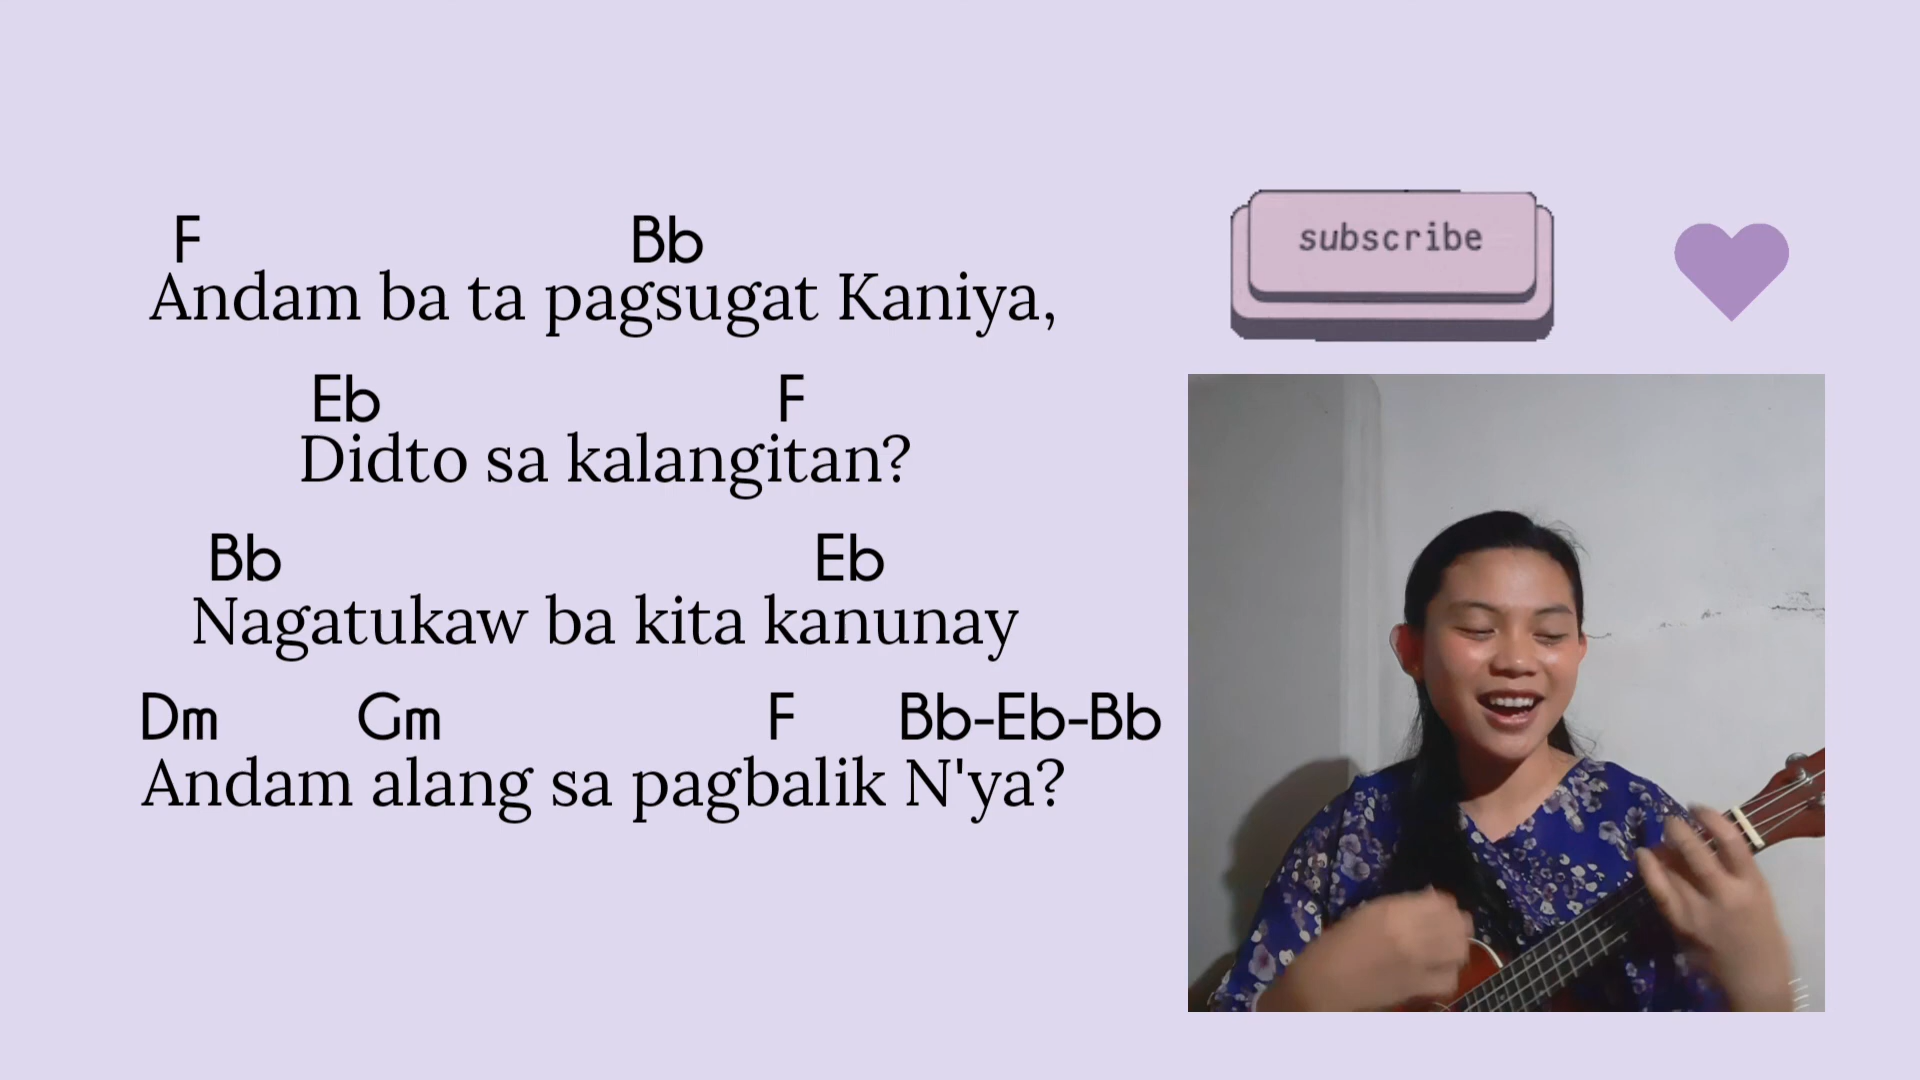 F Bb
Andam ba ta pagsugat Kaniya,
Eb F
Didto sa kalangitan?
Bb Eb
Nagatukaw ba kita kanunay
Dm Gm F Bb-Eb-Bb
Andam alang sa pagbalik N'ya?
subscribe